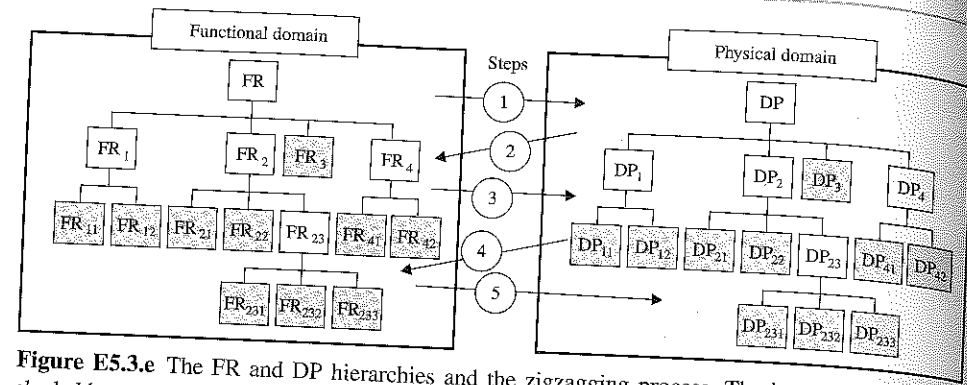 Functional domain
Physical domain
Steps
FR
1
DP
2
FR1 FR2 FR3 FR4
DP1 DP2 DP3 DP4
3
FR11 FR12 FR21 FR22 FR23 FR41 FR42
4
DP11 DP12 DP21 DP22 DP23 DP41 DP42
5
FR231 FR232 FR233
DP231 DP232 DP233
Figure E5.3.e The FR and DP hierarchies and the zigzagging process.